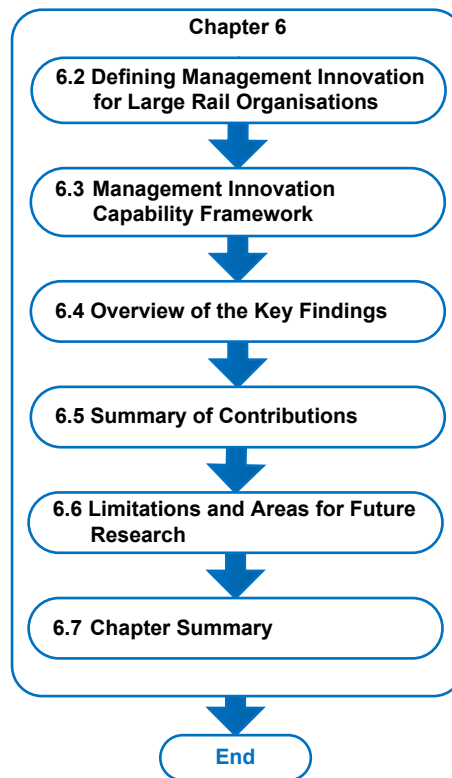 Chapter 6
6.2 Defining Management Innovation
for Large Rail Organisations
6.3 Management Innovation
Capability Framework
6.4 Overview of the Key Findings
6.5 Summary of Contributions
6.6 Limitations and Areas for Future
Research
6.7 Chapter Summary
End